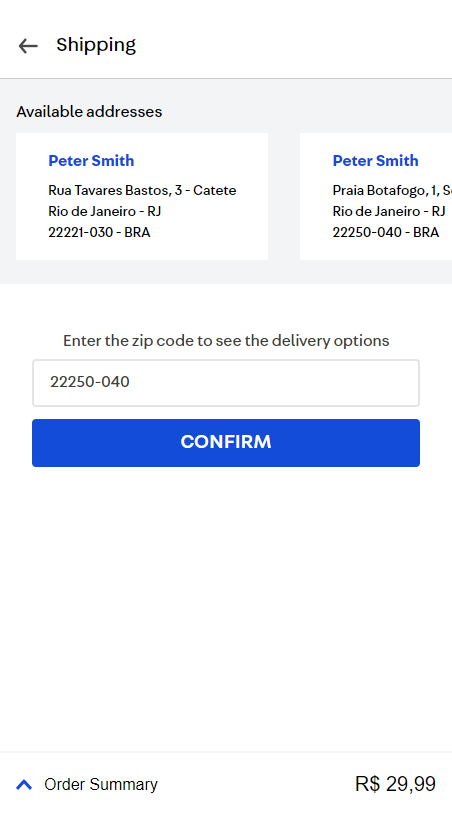 Shipping
Available addresses
Peter Smith
Rua Tavares Bastos, 3 - Catete
Rio de Janeiro - RJ
22221-030 - BRA
Peter Smith
Praia Botafogo, 1,
Rio de Janeiro - RJ
22250-040 - BRA
Enter the zip code to see the delivery options
22250-040
CONFIRM
Order Summary
R$ 29,99